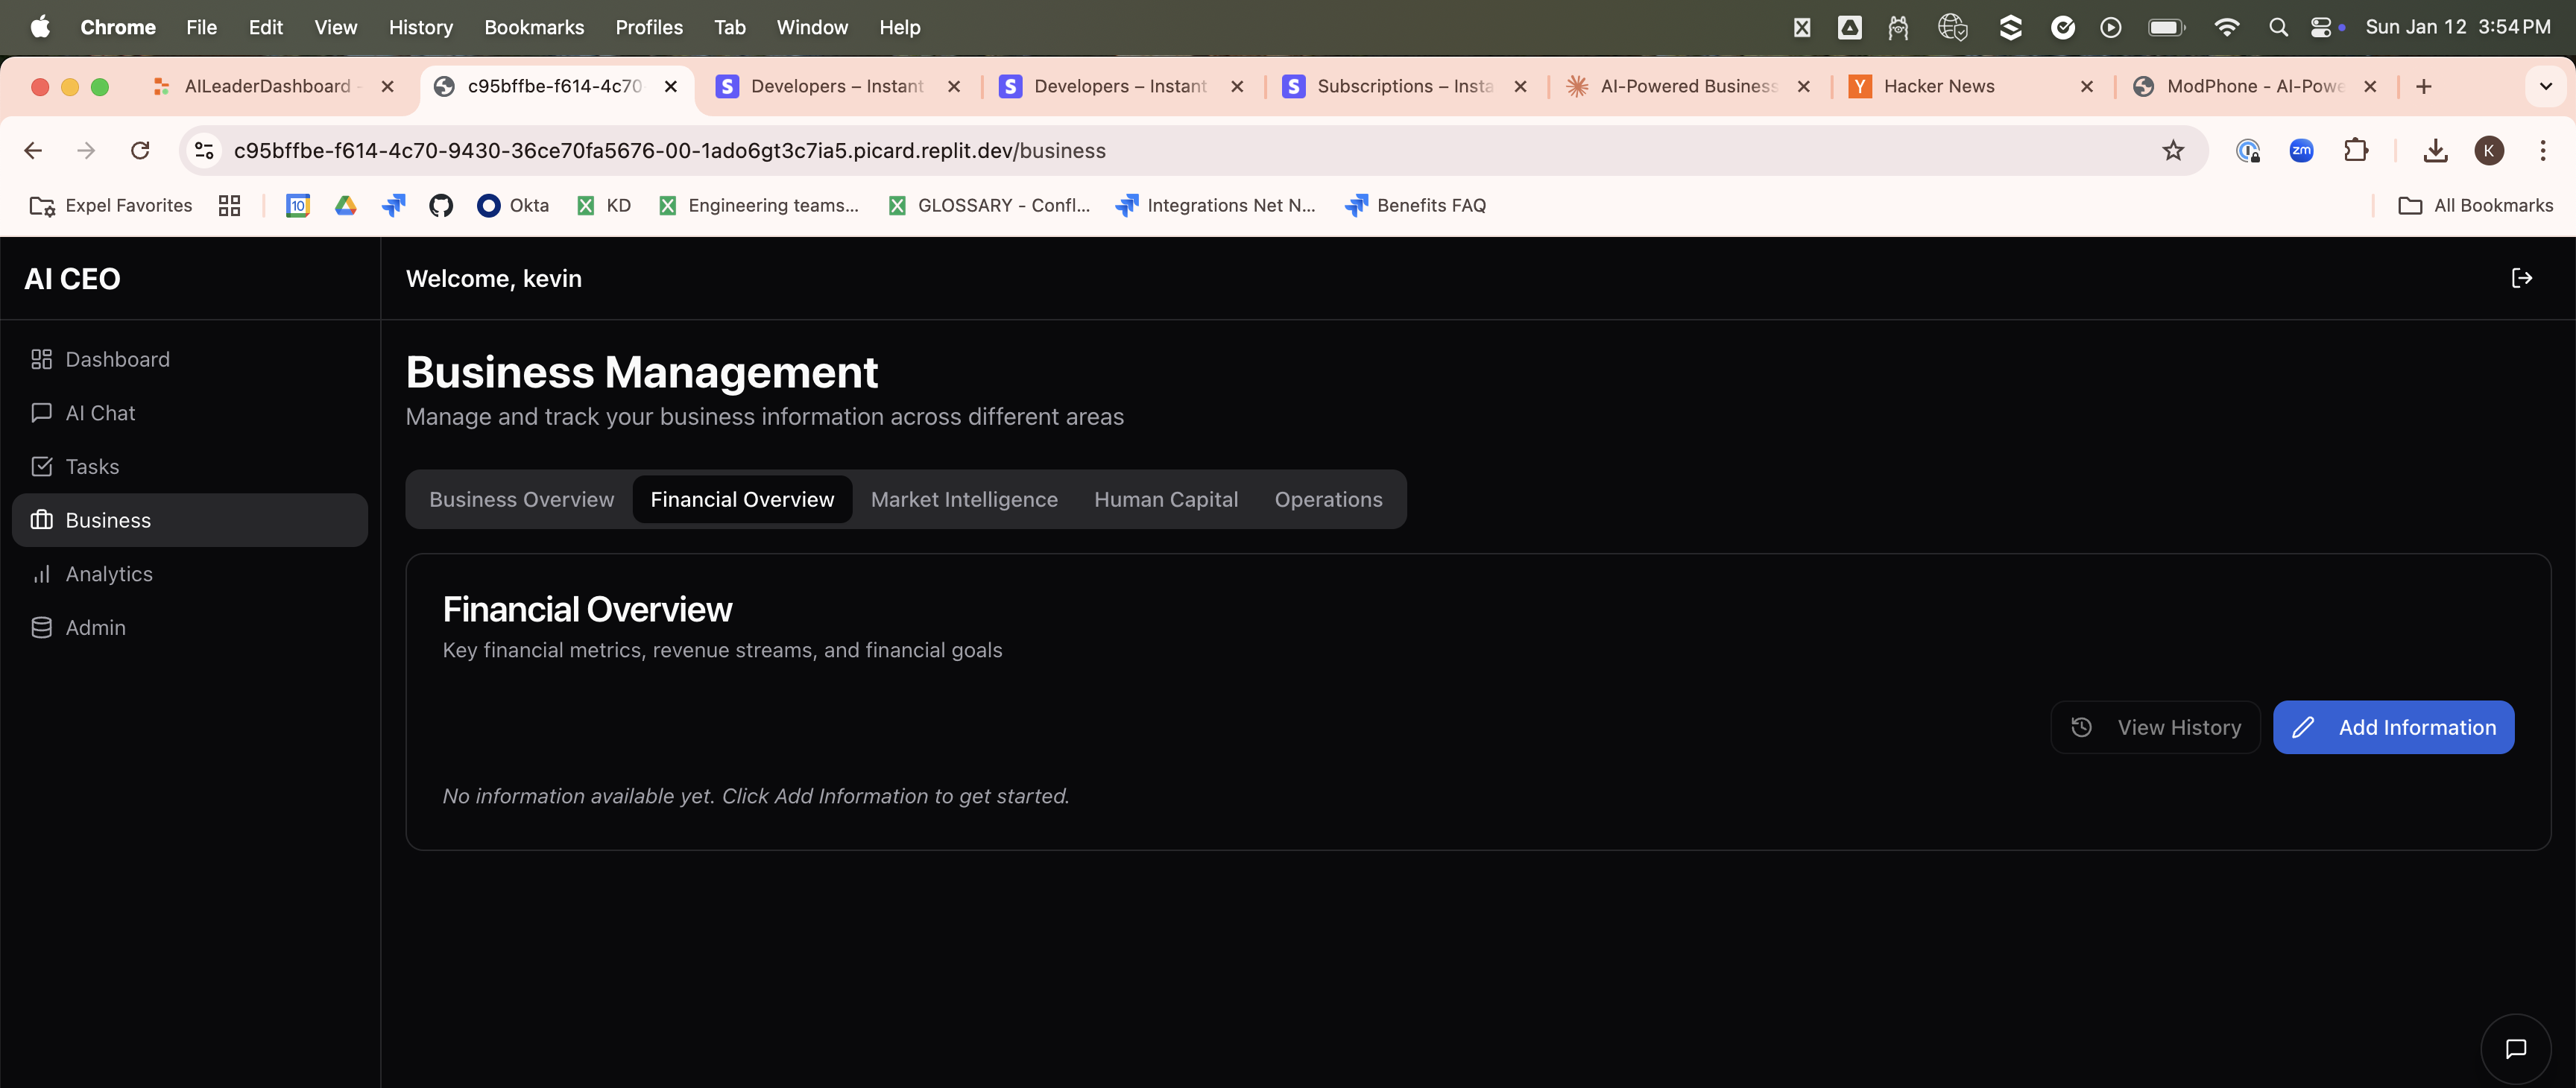 Chrome File Edit View History Bookmarks Profiles Tab Window Help Sun Jan 12 3:54 PM
AILeaderDashboard - c95bffbe-f614-4c70 Developers – Instant Developers – Instant Subscriptions – Insta AI-Powered Business Hacker News ModPhone - AI-Powe
c95bffbe-f614-4c70-9430-36ce70fa5676-00-1ado6gt3c7ia5.picard.replit.dev/business zm K
Expel Favorites 10 Okta KD Engineering teams... GLOSSARY - Confl... Integrations Net N... Benefits FAQ All Bookmarks
AI CEO
Dashboard
AI Chat
Tasks
Business
Analytics
Admin
Welcome, kevin
Business Management
Manage and track your business information across different areas
Business Overview Financial Overview Market Intelligence Human Capital Operations
Financial Overview
Key financial metrics, revenue streams, and financial goals
View History Add Information
No information available yet. Click Add Information to get started.